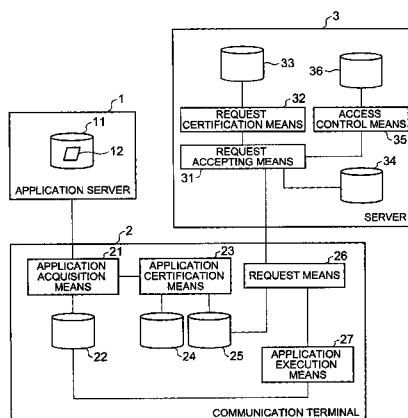 3
33
36
32
1
REQUEST
CERTIFICATION MEANS
ACCESS
CONTROL MEANS
11
12
REQUEST
ACCEPTING MEANS
35
31
34
APPLICATION SERVER
SERVER
2
21
23
26
APPLICATION
ACQUISITION
MEANS
APPLICATION
CERTIFICATION
MEANS
REQUEST MEANS
27
22
24
25
APPLICATION
EXECUTION
MEANS
COMMUNICATION TERMINAL